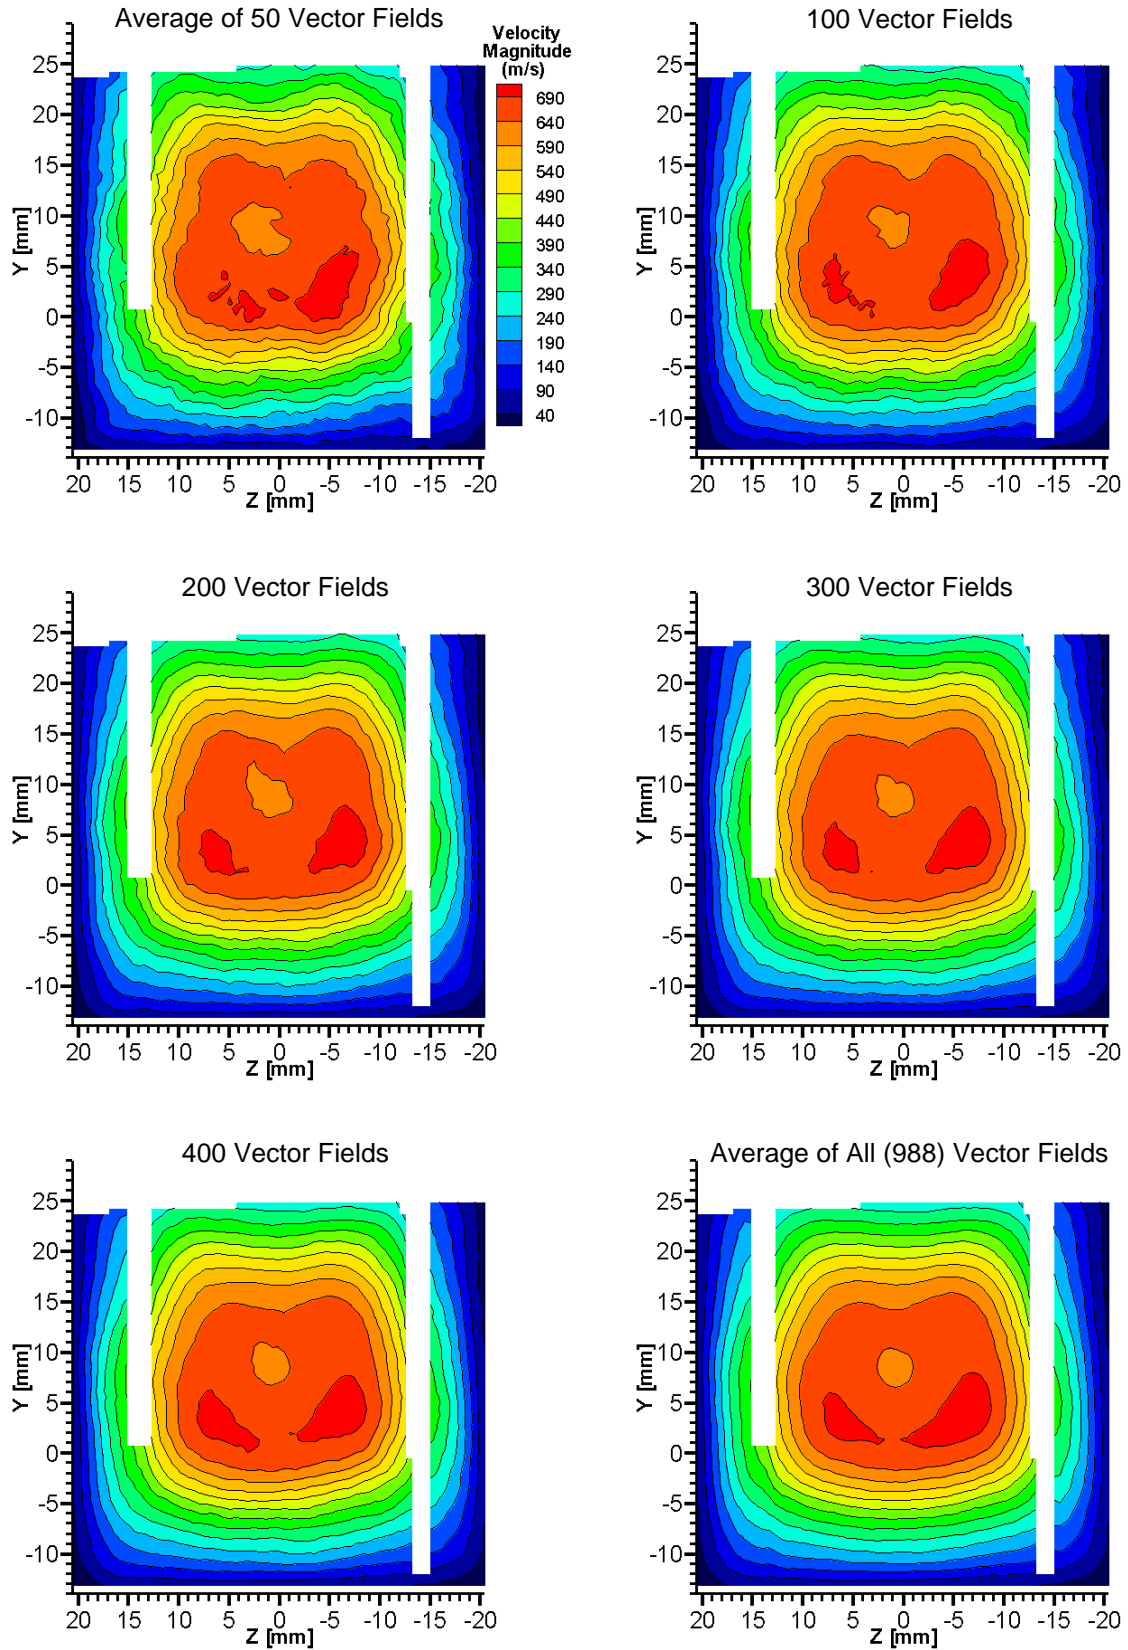 Average of 50 Vector Fields
Velocity
Magnitude
(m/s)
690
640
590
540
490
440
390
340
290
240
190
140
90
40
25
20
15
10
5
0
-5
-10
Y [mm]
20 15 10 5 0 -5 -10 -15 -20
Z [mm]
100 Vector Fields
25
20
15
10
5
0
-5
-10
Y [mm]
20 15 10 5 0 -5 -10 -15 -20
Z [mm]
200 Vector Fields
25
20
15
10
5
0
-5
-10
Y [mm]
20 15 10 5 0 -5 -10 -15 -20
Z [mm]
300 Vector Fields
25
20
15
10
5
0
-5
-10
Y [mm]
20 15 10 5 0 -5 -10 -15 -20
Z [mm]
400 Vector Fields
25
20
15
10
5
0
-5
-10
Y [mm]
20 15 10 5 0 -5 -10 -15 -20
Z [mm]
Average of All (988) Vector Fields
25
20
15
10
5
0
-5
-10
Y [mm]
20 15 10 5 0 -5 -10 -15 -20
Z [mm]